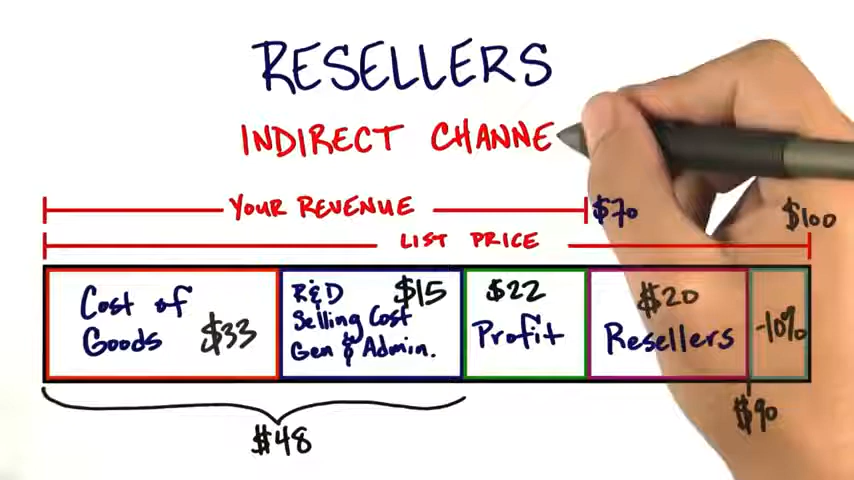 RESELLERS
INDIRECT CHANNE
YOUR REVENUE
$70
$100
LIST PRICE
Cost of
Goods $33
R&D $15
Selling Cost
Gen & Admin.
$22
Profit
$20
Resellers
-10%
$90
$48